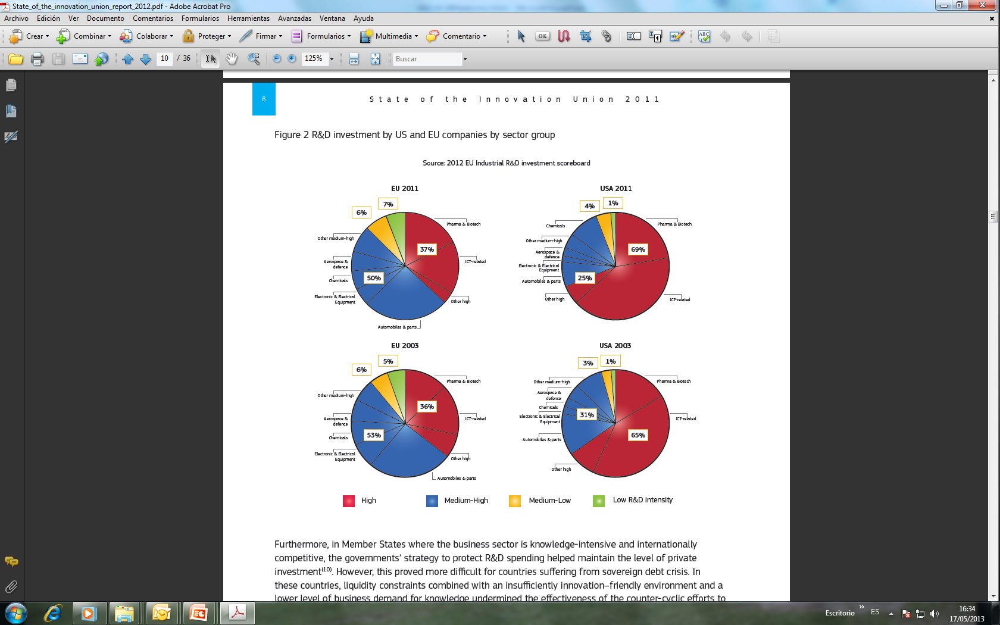 State_of_the_innovation_union_report_2012.pdf - Adobe Acrobat Pro
Archivo Edición Ver Documento Comentarios Formularios Herramientas Avanzadas Ventana Ayuda
Crear Combinar Colaborar Proteger Firmar Formularios Multimedia Comentario OK
10 / 36 125% Buscar
8 State of the Innovation Union 2011
Figure 2 R&D investment by US and EU companies by sector group
Source: 2012 EU Industrial R&D investment scoreboard
EU 2011
7%
6%
Pharma & Biotech
Other medium-high
37%
Aerospace &
defence
ICT-related
Chemicals
50%
Electronic & Electrical
Equipment
Other high
Automobiles & parts
USA 2011
4%
1%
Chemicals
Pharma & Biotech
Other medium-high
69%
Aerospace &
defence
Electronic & Electrical
Equipment
Automobiles & parts
25%
Other high
ICT-related
EU 2003
5%
6%
Pharma & Biotech
Other medium-high
36%
Aerospace &
defence
ICT-related
Chemicals
53%
Electronic & Electrical
Equipment
Other high
Automobiles & parts
USA 2003
3%
1%
Other medium-high
Pharma & Biotech
Aerospace &
defence
Chemicals
31%
Electronic & Electrical
Equipment
ICT-related
Automobiles & parts
65%
Other high
High
Medium-High
Medium-Low
Low R&D intensity
Furthermore, in Member States where the business sector is knowledge-intensive and internationally
competitive, the governments' strategy to protect R&D spending helped maintain the level of private
investment(10). However, this proved more difficult for countries suffering from sovereign debt crisis. In
these countries, liquidity constraints combined with an insufficiently innovation–friendly environment and a
lower level of business demand for knowledge undermined the effectiveness of the counter-cyclic efforts to
Escritorio » ES 16:34
17/05/2013